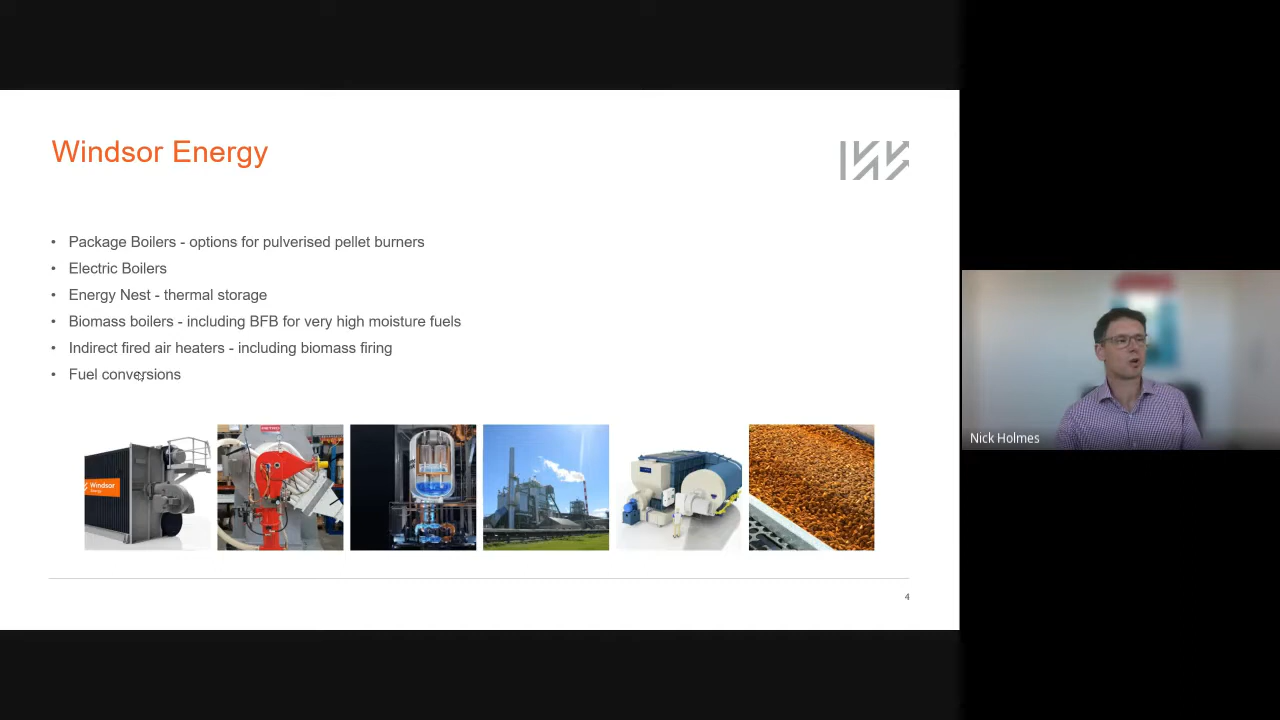 Windsor Energy
• Package Boilers - options for pulverised pellet burners
• Electric Boilers
• Energy Nest - thermal storage
• Biomass boilers - including BFB for very high moisture fuels
• Indirect fired air heaters - including biomass firing
• Fuel conversions
Windsor
Energy
4
Nick Holmes